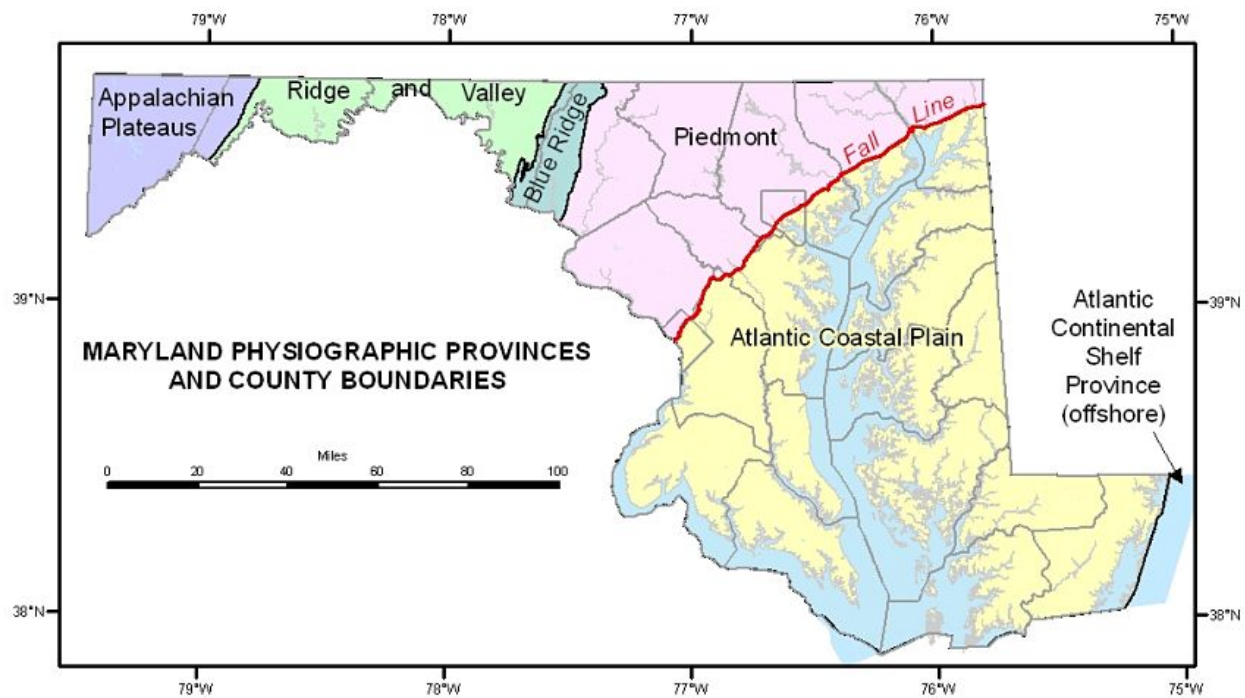 79°W 78°W 77°W 76°W 75°W
Appalachian
Plateaus
Ridge and Valley
Blue Ridge
Piedmont
Fall Line
39°N 39°N
Atlantic
Continental
Shelf
Province
(offshore)
Atlantic Coastal Plain
MARYLAND PHYSIOGRAPHIC PROVINCES
AND COUNTY BOUNDARIES
Miles
0 20 40 60 80 100
38°N 38°N
79°W 78°W 77°W 76°W 75°W